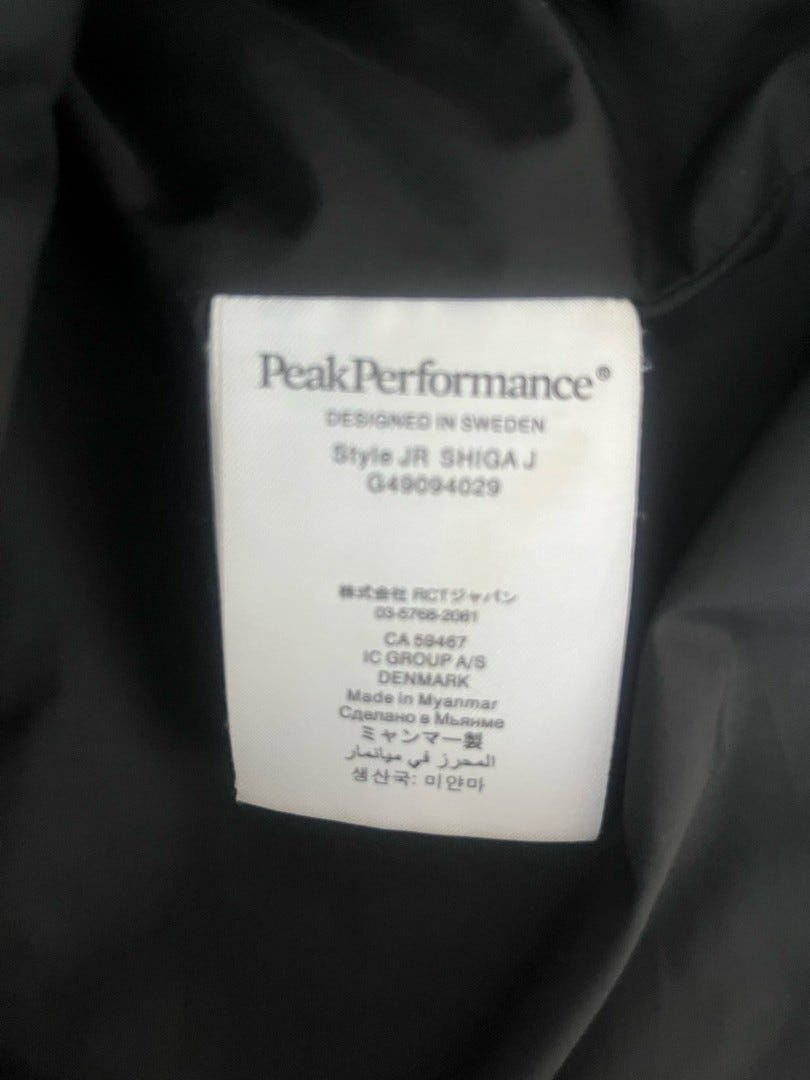 PeakPerformance®
DESIGNED IN SWEDEN
Style JR SHIGA J
G49094029
株式会社 RCTジャパン
03-5768-2061
CA 59467
IC GROUP A/S
DENMARK
Made in Myanmar
Сделано в Мьянме
ミャンマー製
المحرز في ميانمار
생산국: 미얀마